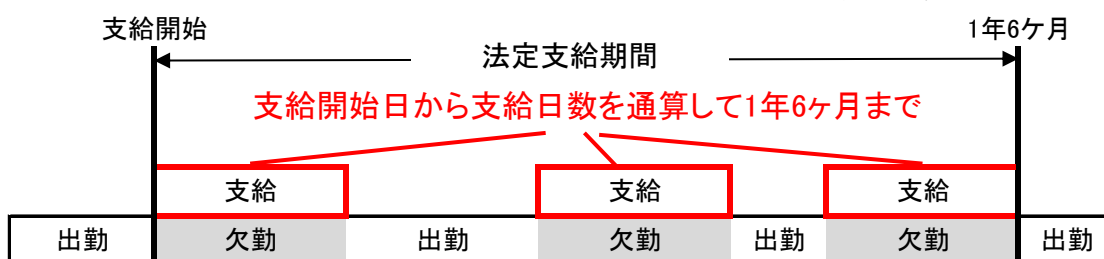 支給開始
1年6ケ月
法定支給期間
支給開始日から支給日数を通算して1年6ヶ月まで
支給 支給 支給
出勤 欠勤 出勤 欠勤 出勤 欠勤 出勤